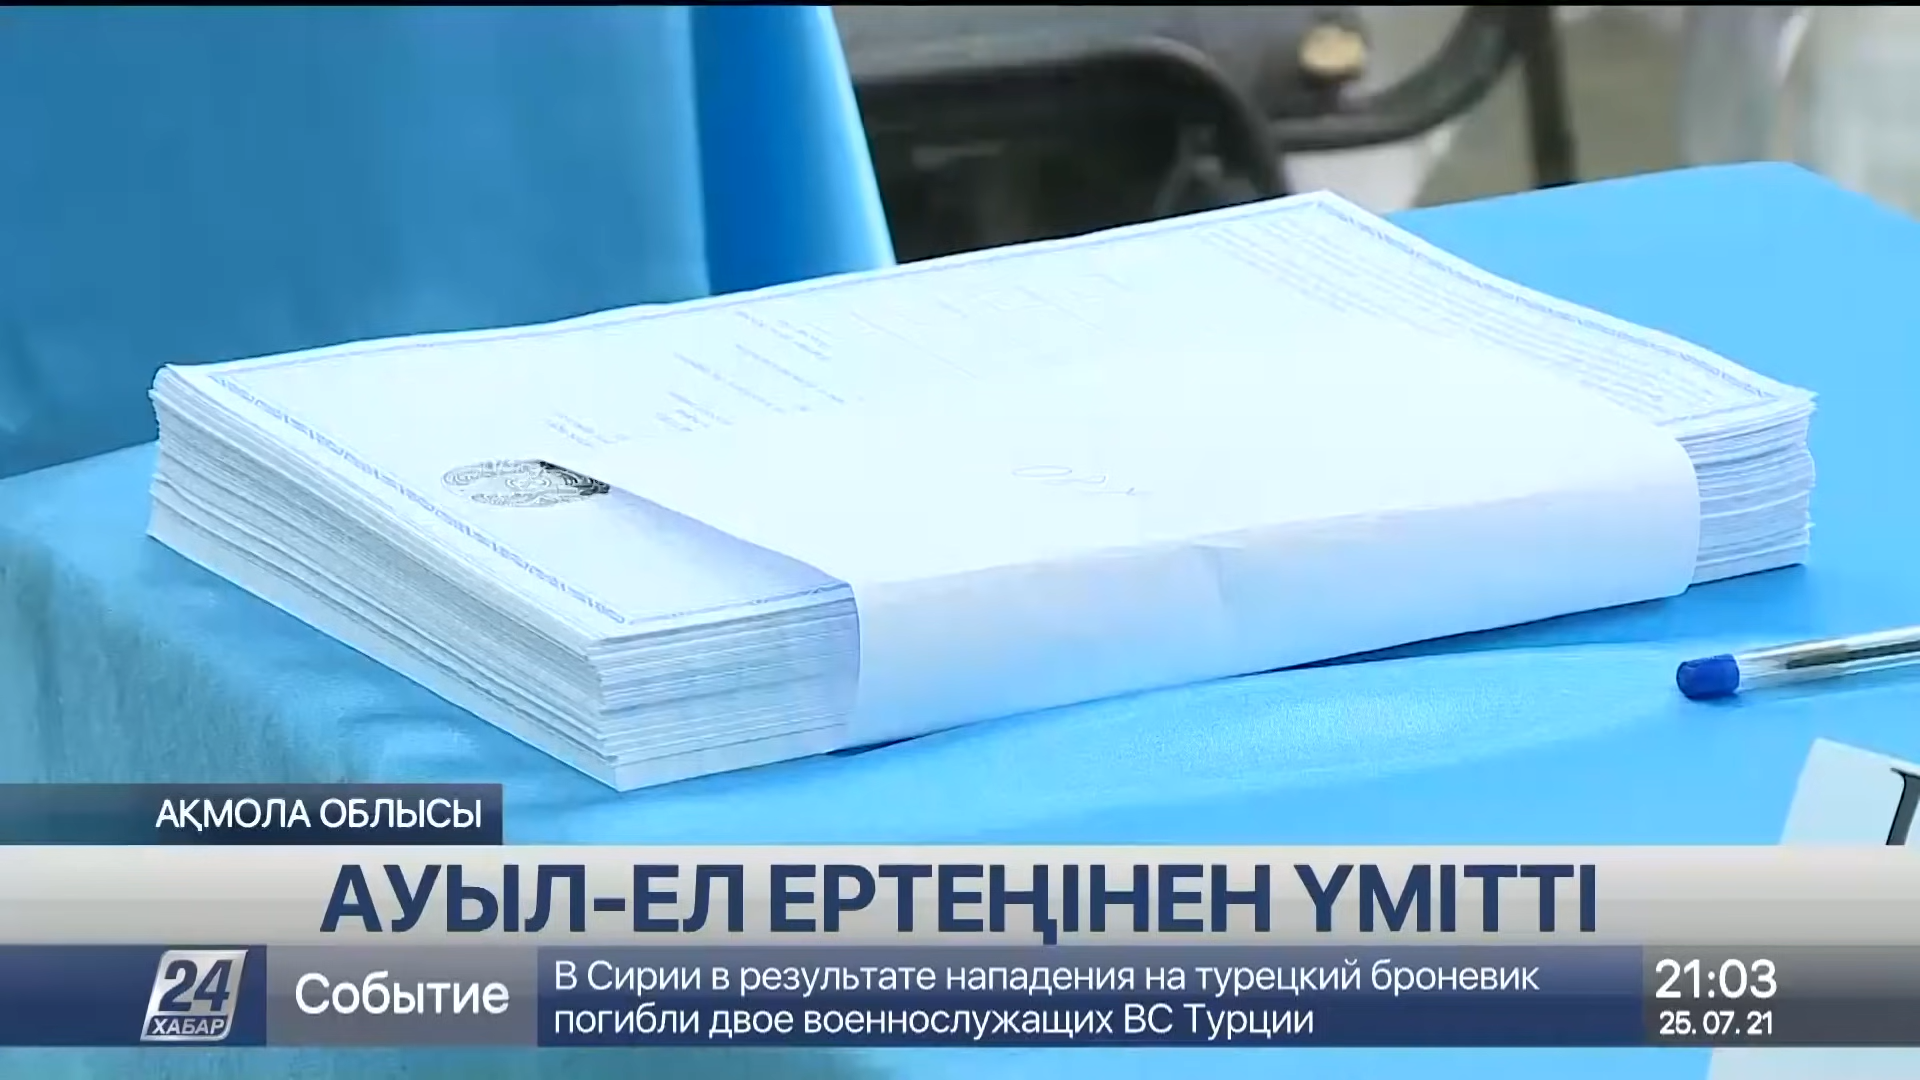 АҚМОЛА ОБЛЫСЫ
АУЫЛ-ЕЛ ЕРТЕҢІНЕН ҮМІТТІ
24
ХАБАР
Событие
В Сирии в результате нападения на турецкий броневик
погибли двое военнослужащих ВС Турции
21:03
25. 07. 21